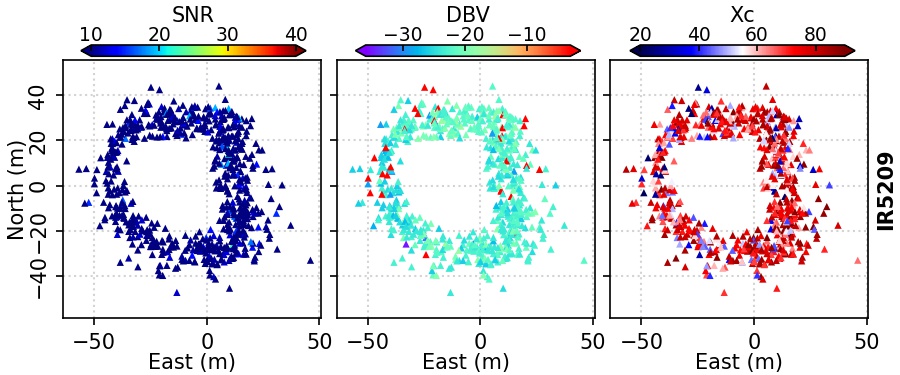 SNR DBV Xc
10 20 30 40 −30 −20 −10 20 40 60 80
40
20
0
−20
−40
North (m)
−50 0 50 −50 0 50 −50 0 50
East (m) East (m) East (m)
IR5209